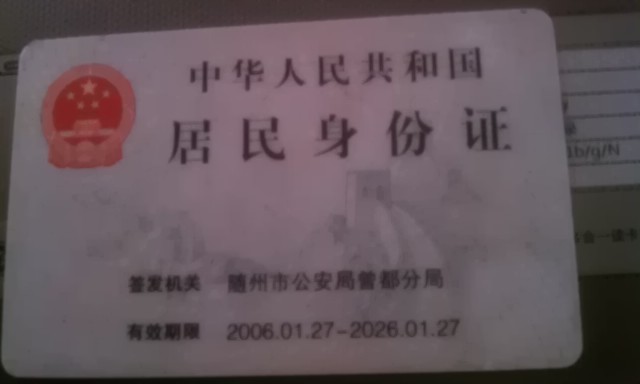 中华人民共和国
居民身份证
签发机关 随州市公安局曾都分局
有效期限 2006.01.27-2026.01.27
b/g/N